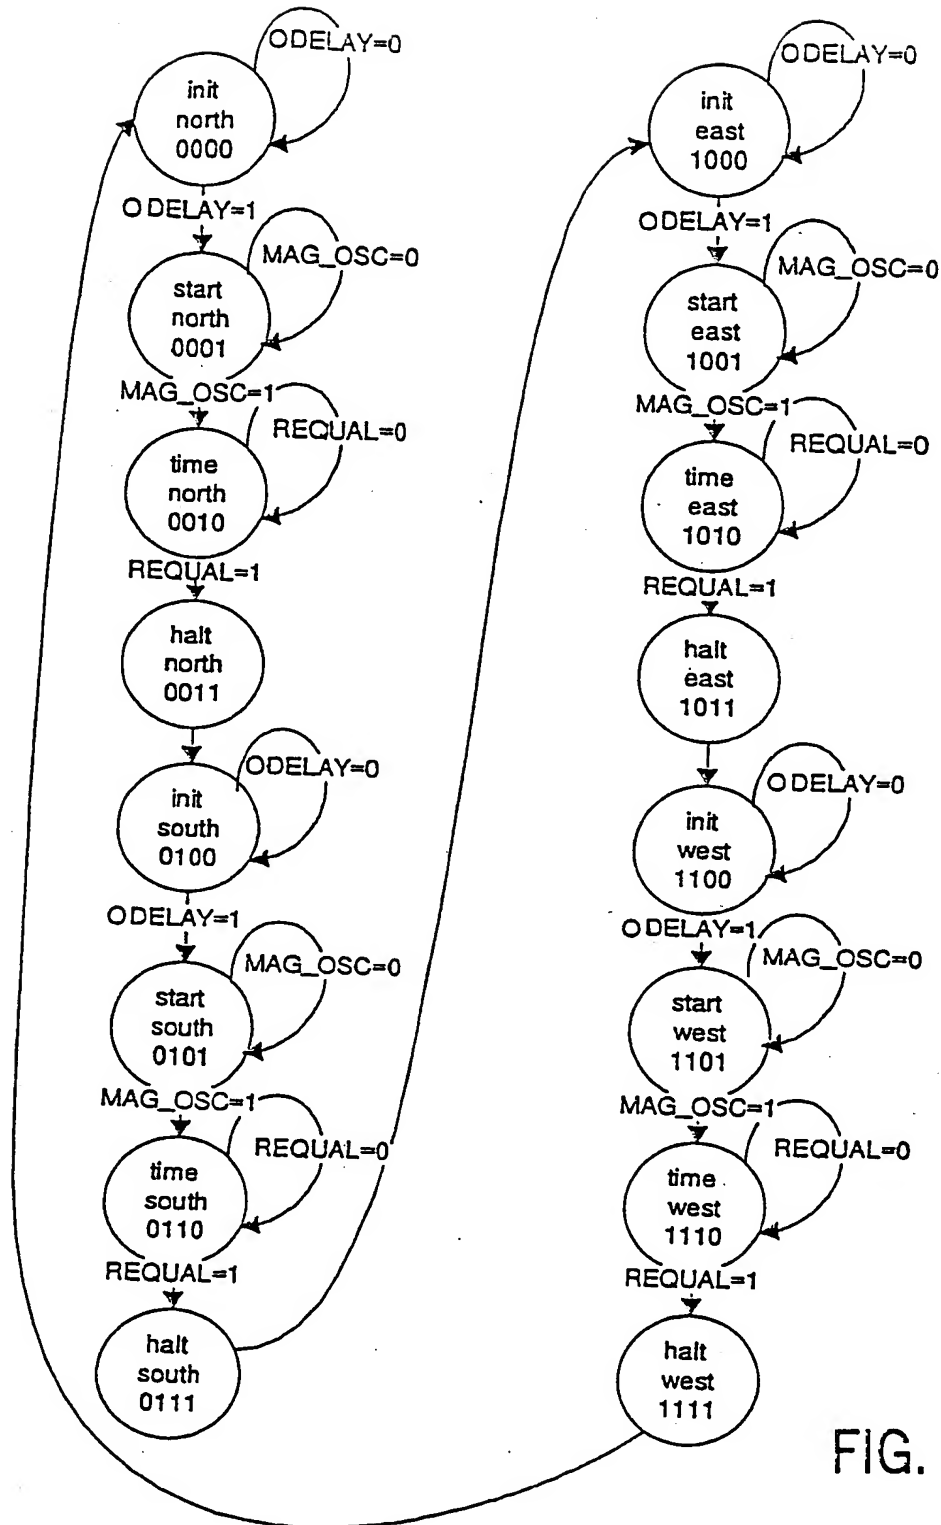 ODELAY=0
init
north
0000
ODELAY=1
MAG_OSC=0
start
north
0001
MAG_OSC=1
REQUAL=0
time
north
0010
REQUAL=1
halt
north
0011
ODELAY=0
init
south
0100
ODELAY=1
MAG_OSC=0
start
south
0101
MAG_OSC=1
REQUAL=0
time
south
0110
REQUAL=1
halt
south
0111
ODELAY=0
init
east
1000
ODELAY=1
MAG_OSC=0
start
east
1001
MAG_OSC=1
REQUAL=0
time
east
1010
REQUAL=1
halt
east
1011
ODELAY=0
init
west
1100
ODELAY=1
MAG_OSC=0
start
west
1101
MAG_OSC=1
REQUAL=0
time
west
1110
REQUAL=1
halt
west
1111
FIG.